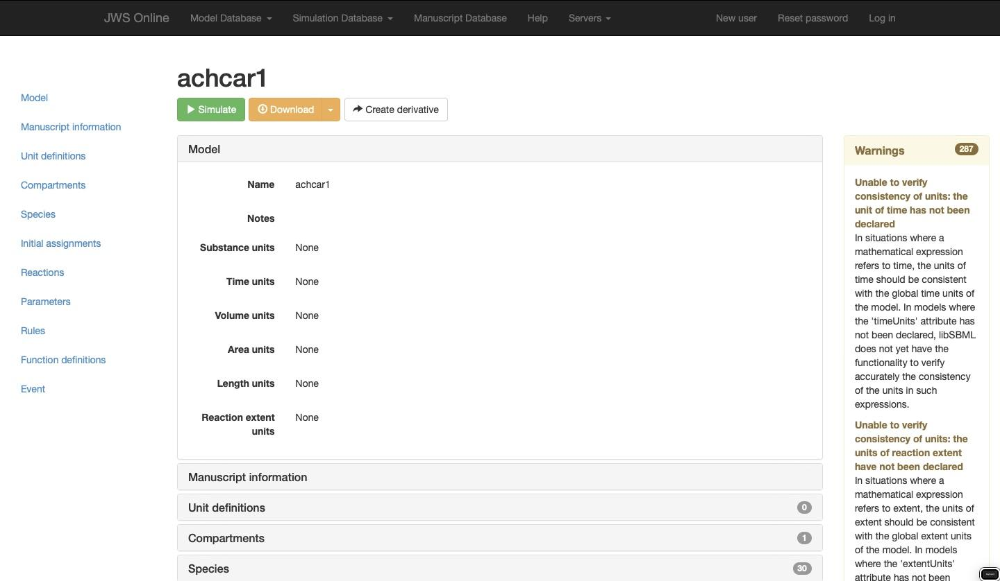 JWS Online Model Database Simulation Database Manuscript Database Help Servers New user Reset password Log in
achcar1
Simulate Download Create derivative
Model
Manuscript information
Unit definitions
Compartments
Species
Initial assignments
Reactions
Parameters
Rules
Function definitions
Event
Model
Name achcar1
Notes
Substance units None
Time units None
Volume units None
Area units None
Length units None
Reaction extent None
units
Manuscript information
Unit definitions 0
Compartments 1
Species 30
Warnings 287
Unable to verify
consistency of units: the
unit of time has not been
declared
In situations where a
mathematical expression
refers to time, the units of
time should be consistent
with the global time units of
the model. In models where
the 'timeUnits' attribute has
not been declared, libSBML
does not yet have the
functionality to verify
accurately the consistency
of the units in such
expressions.
Unable to verify
consistency of units: the
units of reaction extent
have not been declared
In situations where a
mathematical expression
refers to extent, the units of
extent should be consistent
with the global extent units
of the model. In models
where the 'extentUnits'
attribute has not been